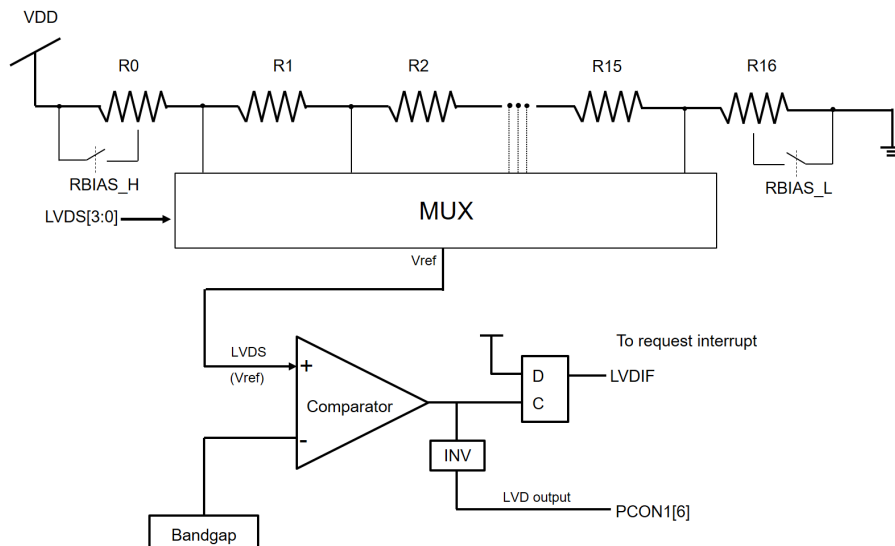 VDD
R0
R1
R2
R15
R16
RBIAS_H
RBIAS_L
LVDS[3:0]
MUX
Vref
LVDS
(Vref)
+
Comparator
-
To request interrupt
D
C
LVDIF
INV
LVD output
PCON1[6]
Bandgap